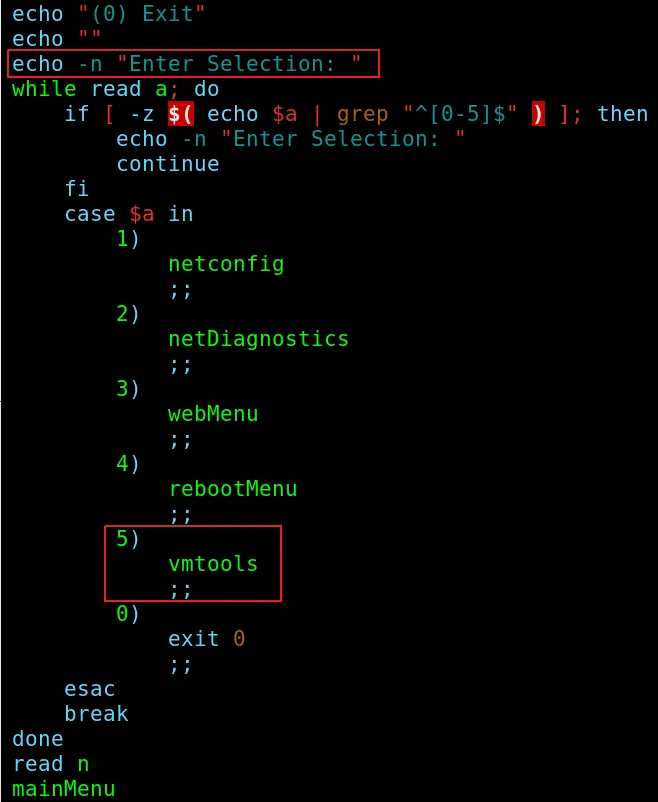 echo "(0) Exit"
echo ""
echo -n "Enter Selection: "
while read a; do
    if [ -z $( echo $a | grep "^[0-5]$" ) ]; then
        echo -n "Enter Selection: "
        continue
    fi
    case $a in
        1)
            netconfig
            ;;
        2)
            netDiagnostics
            ;;
        3)
            webMenu
            ;;
        4)
            rebootMenu
            ;;
        5)
            vmtools
            ;;
        0)
            exit 0
            ;;
    esac
    break
done
read n
mainMenu